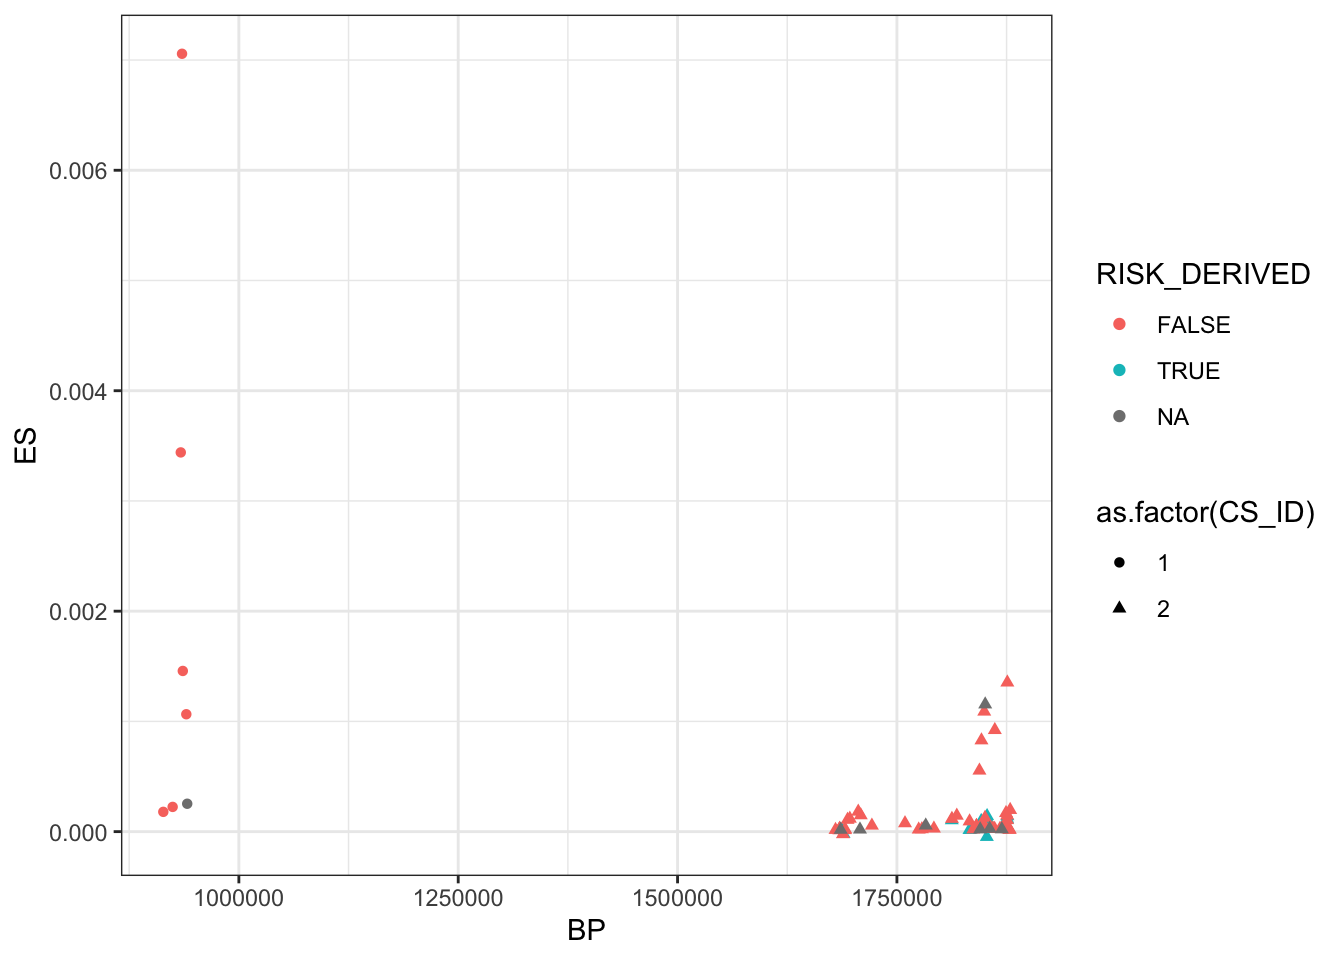 0.006
0.004
0.002
0.000
ES
1000000
1250000
1500000
1750000
BP
RISK_DERIVED
FALSE
TRUE
NA
as.factor(CS_ID)
1
2